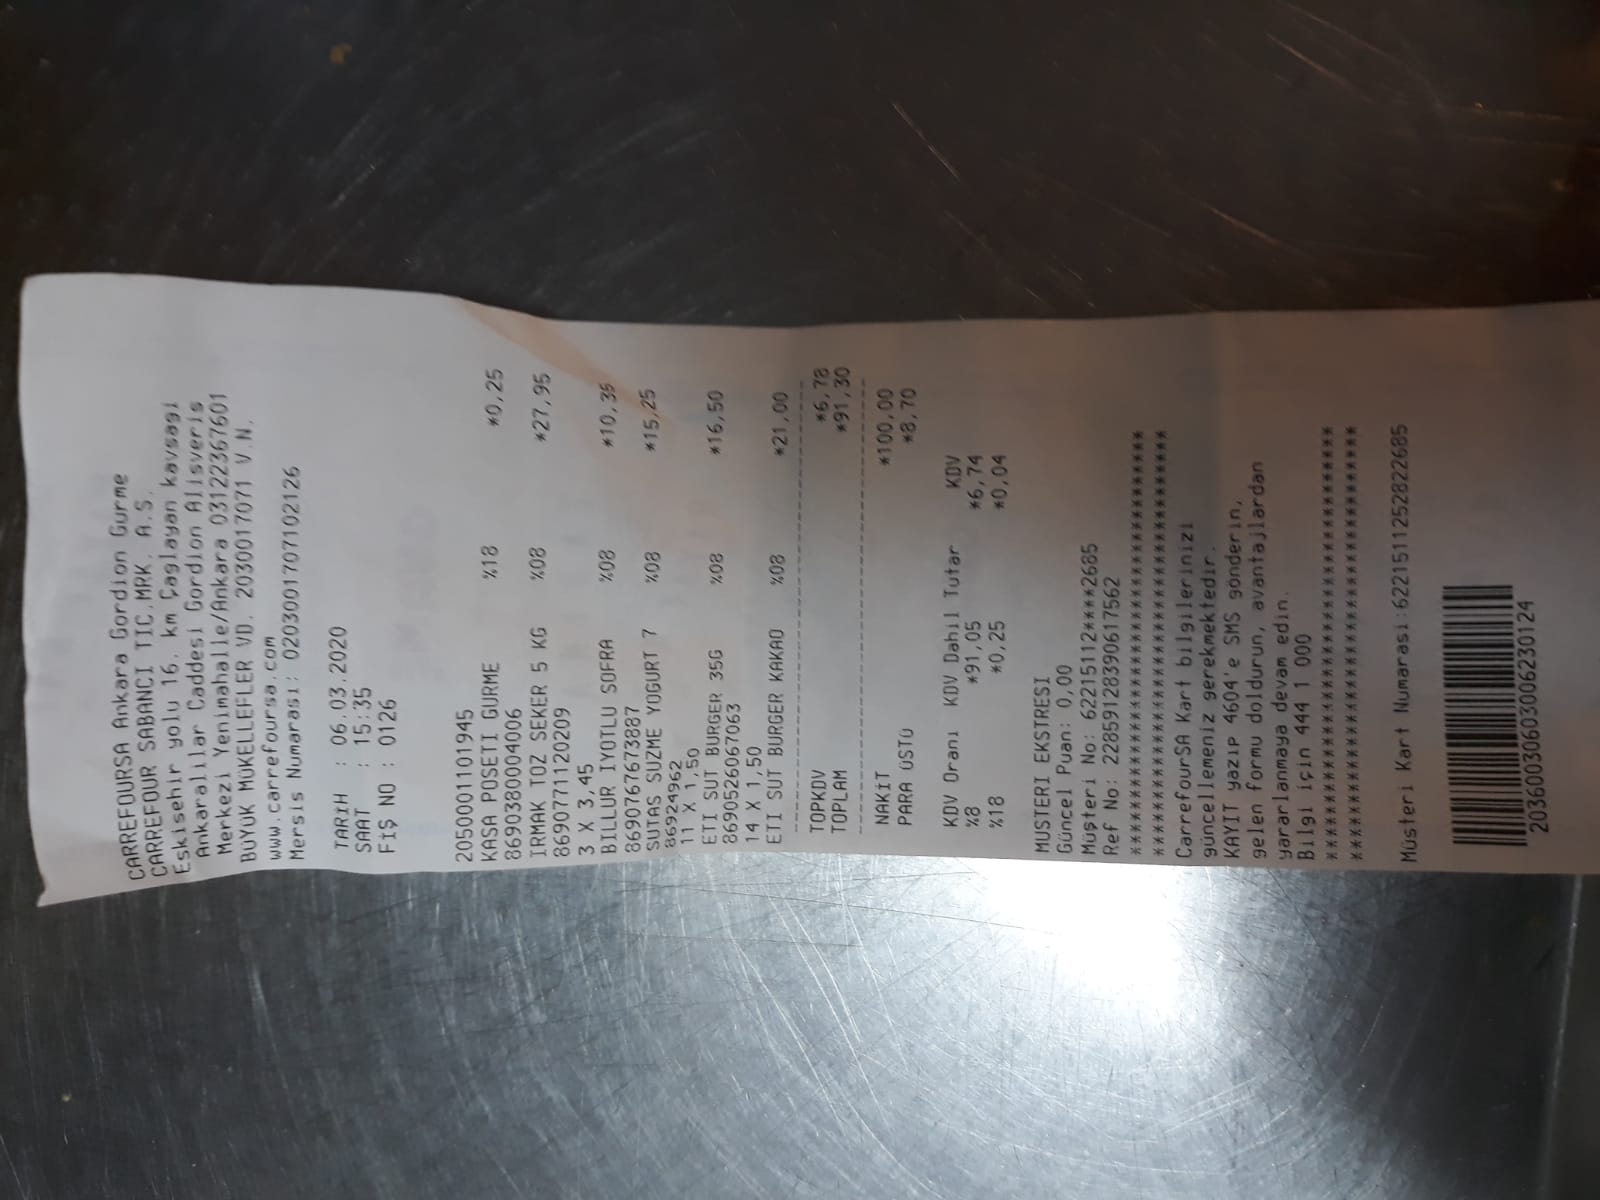 CARREFOURSA Ankara Gordion Gurme
CARREFOUR SABANCI TIC.MRK. A.S.
Eskisehir yolu 16. km Çaglayan kavsagi
Ankaralilar Caddesi Gordion Alisveris
Merkezi Yenimahalle/Ankara 03122367601
BÜYÜK MÜKELLEFLER VD. 2030017071 V.N.
www.carrefoursa.com
Mersis Numarası: 0203001707102126
TARİH : 06.03.2020
SAAT : 15:35
FİŞ NO : 0126
2050001101945
KASA POSETI GURME %18 *0,25
8690380004006
IRMAK TOZ SEKER 5 KG %08 *27,95
8690771120209
3 X 3,45
BILLUR IYOTLU SOFRA %08 *10,35
8690767673887
SUTAS SUZME YOGURT 7 %08 *15,25
86924962
11 X 1,50
ETI SUT BURGER 35G %08 *16,50
8690526067063
14 X 1,50
ETI SUT BURGER KAKAO %08 *21,00
TOPKDV *6,78
TOPLAM *91,30
NAKİT *100,00
PARA ÜSTÜ *8,70
KDV Oranı KDV Dahil Tutar KDV
%8 *91,05 *6,74
%18 *0,25 *0,04
MUSTERI EKSTRESI
Güncel Puan: 0,00
Müşteri No: 62215112****2685
Ref No: 22859128390617562
****************************************
****************************************
CarrefourSA Kart bilgilerinizi
güncellemeniz gerekmektedir.
KAYIT yazıp 4604'e SMS gönderin,
gelen formu doldurun, avantajlardan
yararlanmaya devam edin.
Bilgi için 444 1 000
****************************************
****************************************
Müsteri Kart Numarası:6221511252822685
20360030603006230124